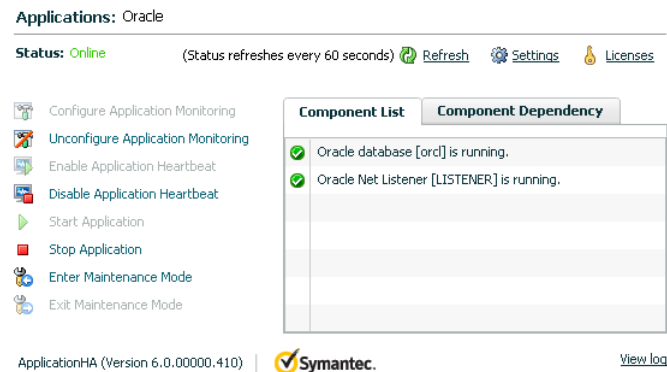 Applications: Oracle
Status: Online (Status refreshes every 60 seconds) Refresh Settings Licenses
Configure Application Monitoring
Unconfigure Application Monitoring
Enable Application Heartbeat
Disable Application Heartbeat
Start Application
Stop Application
Enter Maintenance Mode
Exit Maintenance Mode
Component List Component Dependency
Oracle database [orcl] is running.
Oracle Net Listener [LISTENER] is running.
ApplicationHA (Version 6.0.00000.410) Symantec. View log